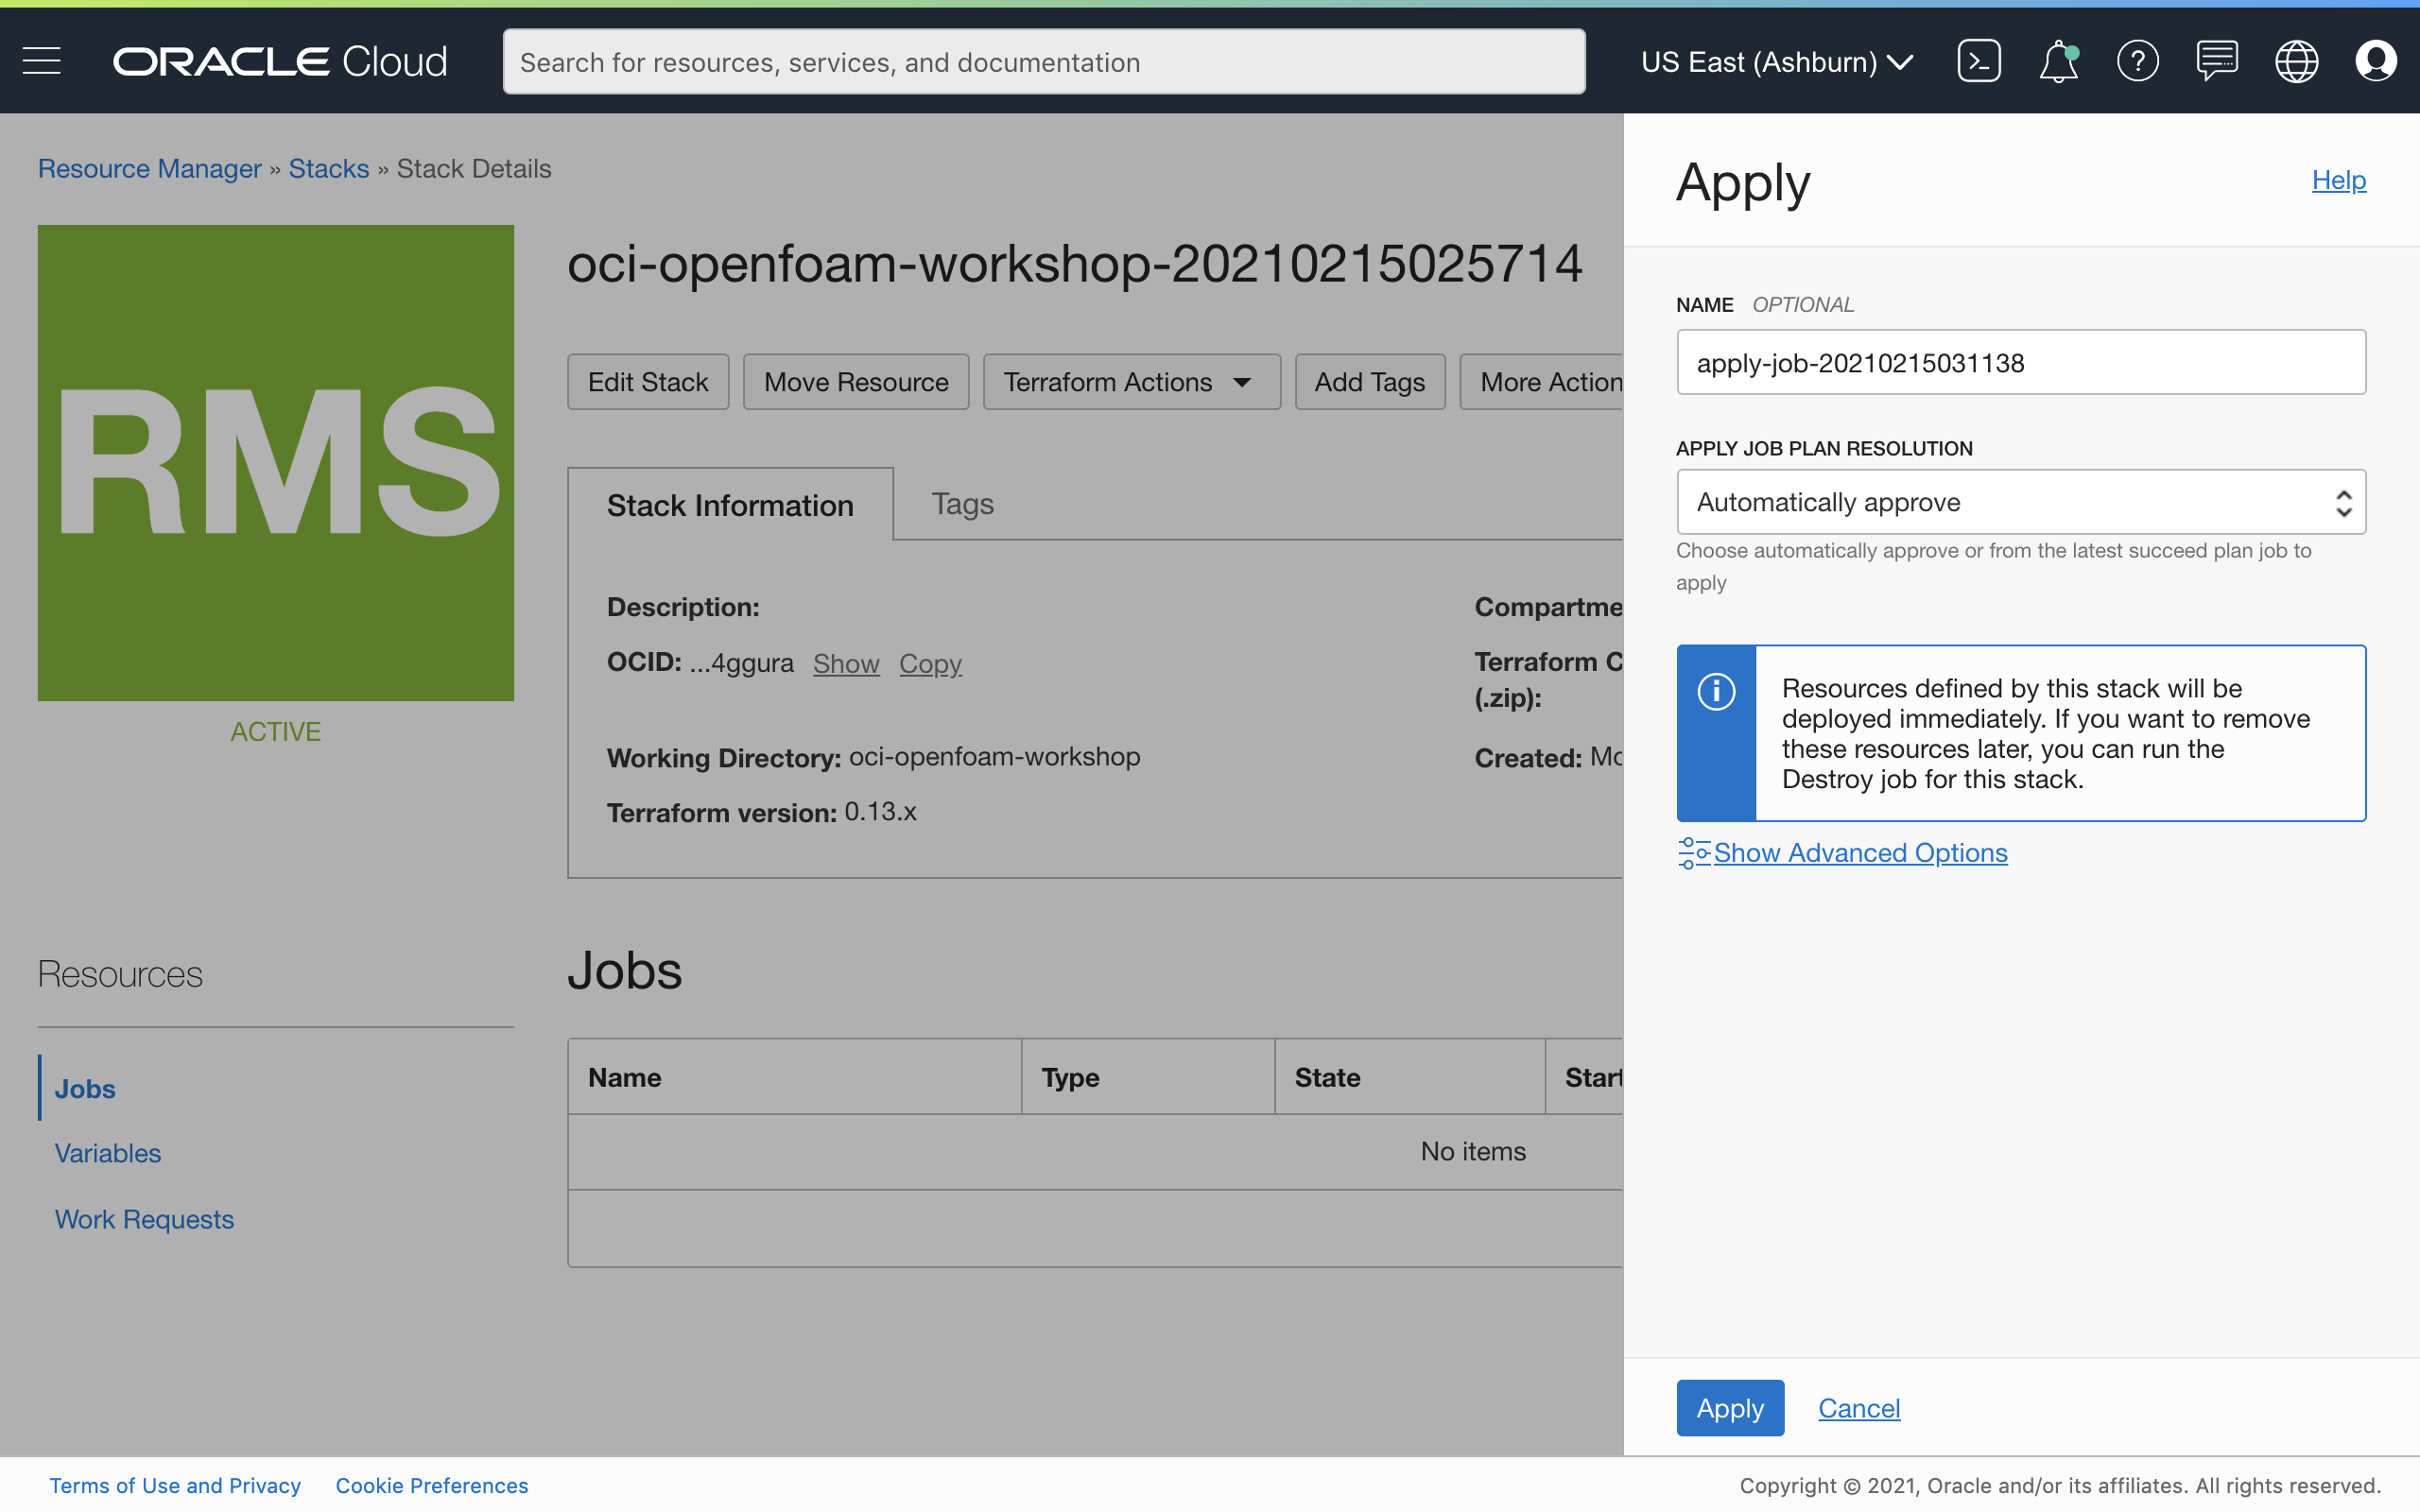 ORACLE Cloud
Search for resources, services, and documentation
US East (Ashburn)
Resource Manager » Stacks » Stack Details
RMS
ACTIVE
oci-openfoam-workshop-20210215025714
Edit Stack
Move Resource
Terraform Actions
Add Tags
More Action
Stack Information
Tags
Description:
OCID: ...4ggura Show Copy
Working Directory: oci-openfoam-workshop
Terraform version: 0.13.x
Compartme
Terraform C
(.zip):
Created: Mo
Resources
Jobs
Variables
Work Requests
Jobs
Name
Type
State
Start
No items
Apply
Help
NAME OPTIONAL
apply-job-20210215031138
APPLY JOB PLAN RESOLUTION
Automatically approve
Choose automatically approve or from the latest succeed plan job to
apply
Resources defined by this stack will be
deployed immediately. If you want to remove
these resources later, you can run the
Destroy job for this stack.
Show Advanced Options
Apply
Cancel
Terms of Use and Privacy
Cookie Preferences
Copyright © 2021, Oracle and/or its affiliates. All rights reserved.